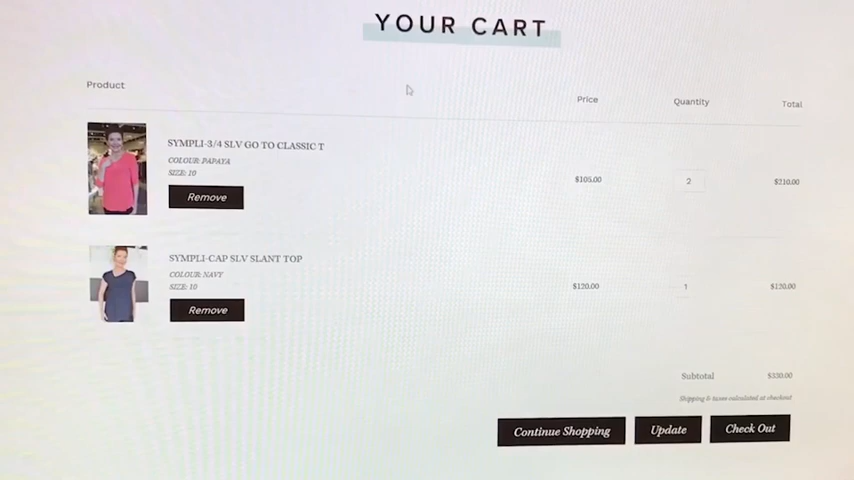 YOUR CART
Product Price Quantity Total
SYMPLI-3/4 SLV GO TO CLASSIC T
COLOUR: PAPAYA
SIZE: 10
Remove
$105.00 2 $210.00
SYMPLI-CAP SLV SLANT TOP
COLOUR: NAVY
SIZE: 10
Remove
$120.00 1 $120.00
Subtotal $330.00
Shipping & taxes calculated at checkout
Continue Shopping Update Check Out